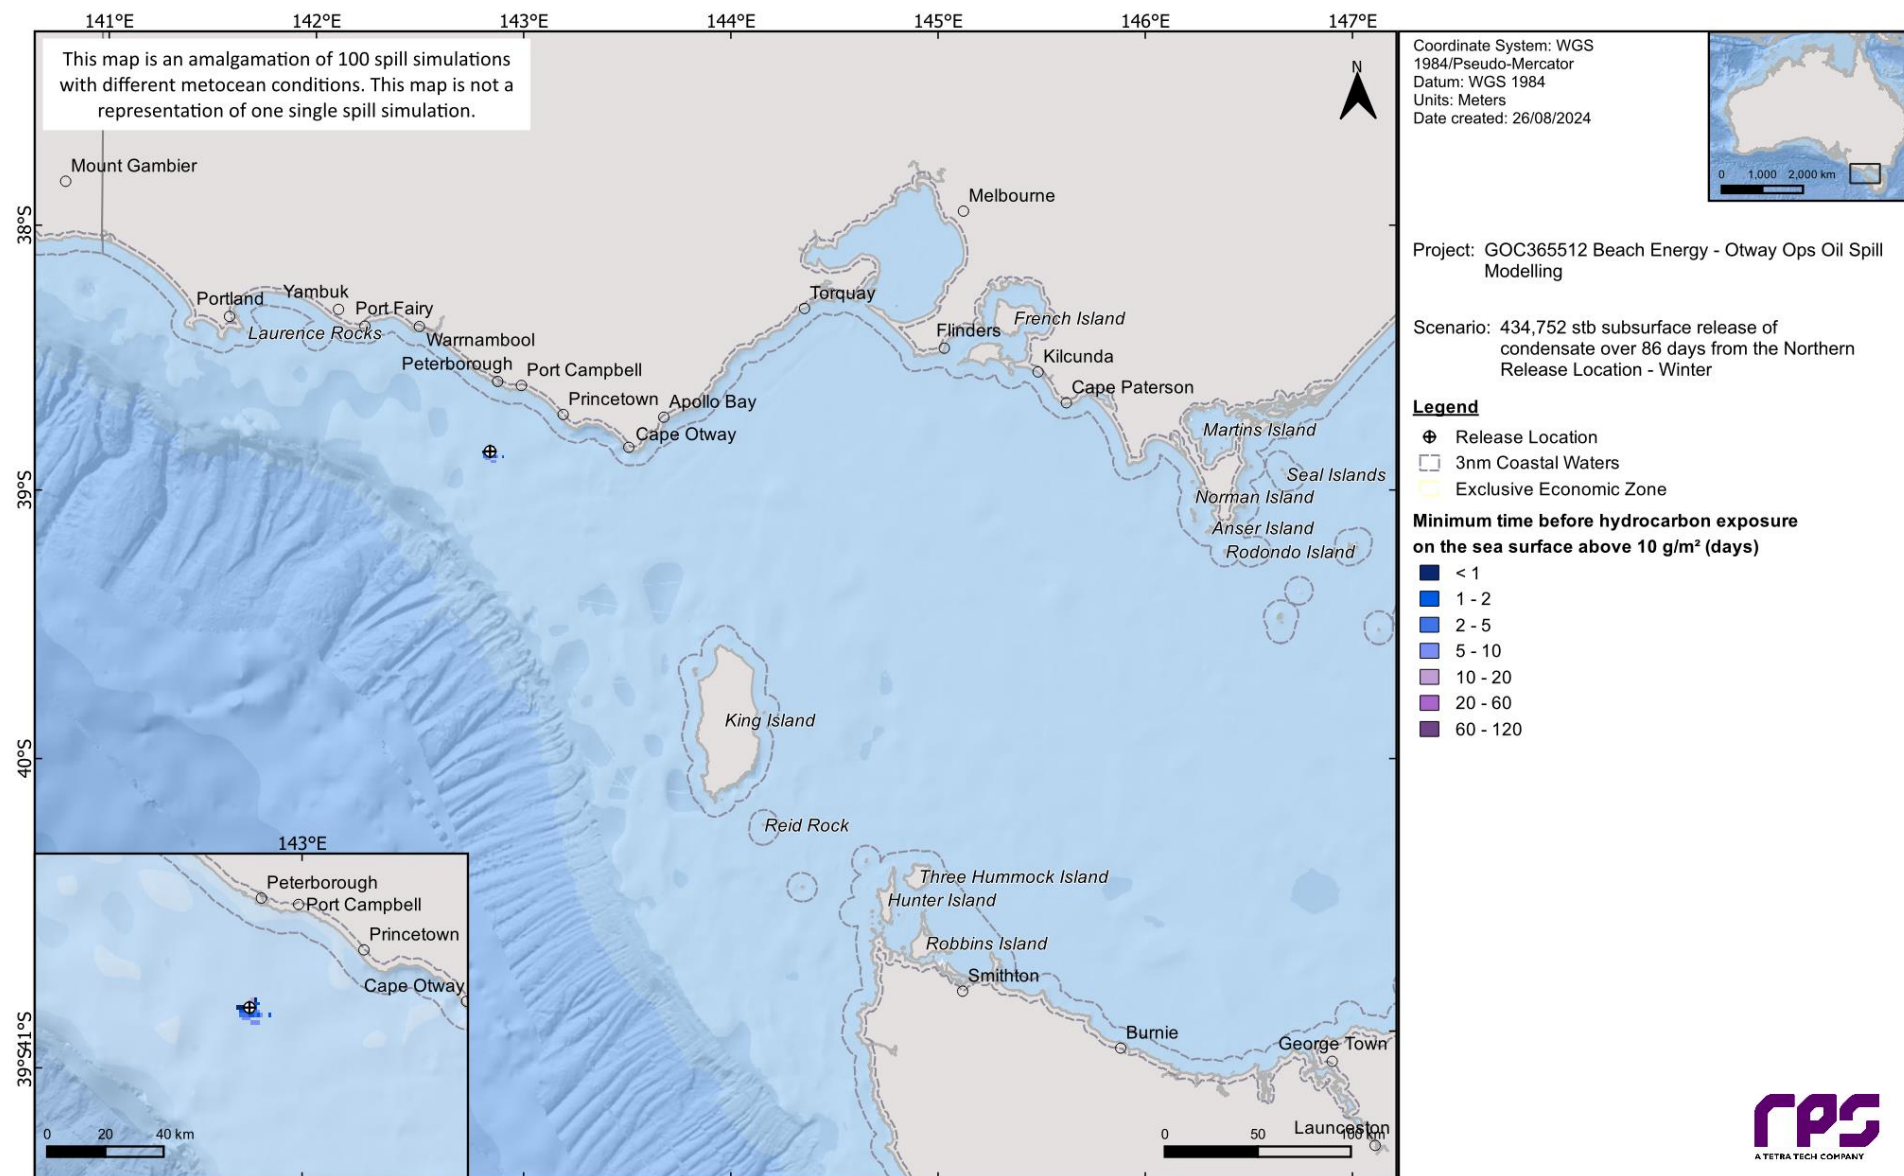 141°E 142°E 143°E 144°E 145°E 146°E 147°E
This map is an amalgamation of 100 spill simulations
with different metocean conditions. This map is not a
representation of one single spill simulation.
N
Mount Gambier
Melbourne
38°S
Portland
Yambuk
Port Fairy
Laurence Rocks
Warrnambool
Torquay
French Island
Flinders
Kilcunda
Peterborough
Port Campbell
Princetown
Apollo Bay
Cape Paterson
Cape Otway
Martins Island
Seal Islands
39°S
Norman Island
Anser Island
Rodondo Island
King Island
40°S
Reid Rock
Three Hummock Island
Hunter Island
Robbins Island
Smithton
41°S
Burnie
George Town
Launceston
0 50 100 km
143°E
Peterborough
Port Campbell
Princetown
Cape Otway
39°S
0 20 40 km
Coordinate System: WGS
1984/Pseudo-Mercator
Datum: WGS 1984
Units: Meters
Date created: 26/08/2024
0 1,000 2,000 km
Project: GOC365512 Beach Energy - Otway Ops Oil Spill
Modelling
Scenario: 434,752 stb subsurface release of
condensate over 86 days from the Northern
Release Location - Winter
Legend
Release Location
3nm Coastal Waters
Exclusive Economic Zone
Minimum time before hydrocarbon exposure
on the sea surface above 10 g/m² (days)
< 1
1 - 2
2 - 5
5 - 10
10 - 20
20 - 60
60 - 120
rps
A TETRA TECH COMPANY